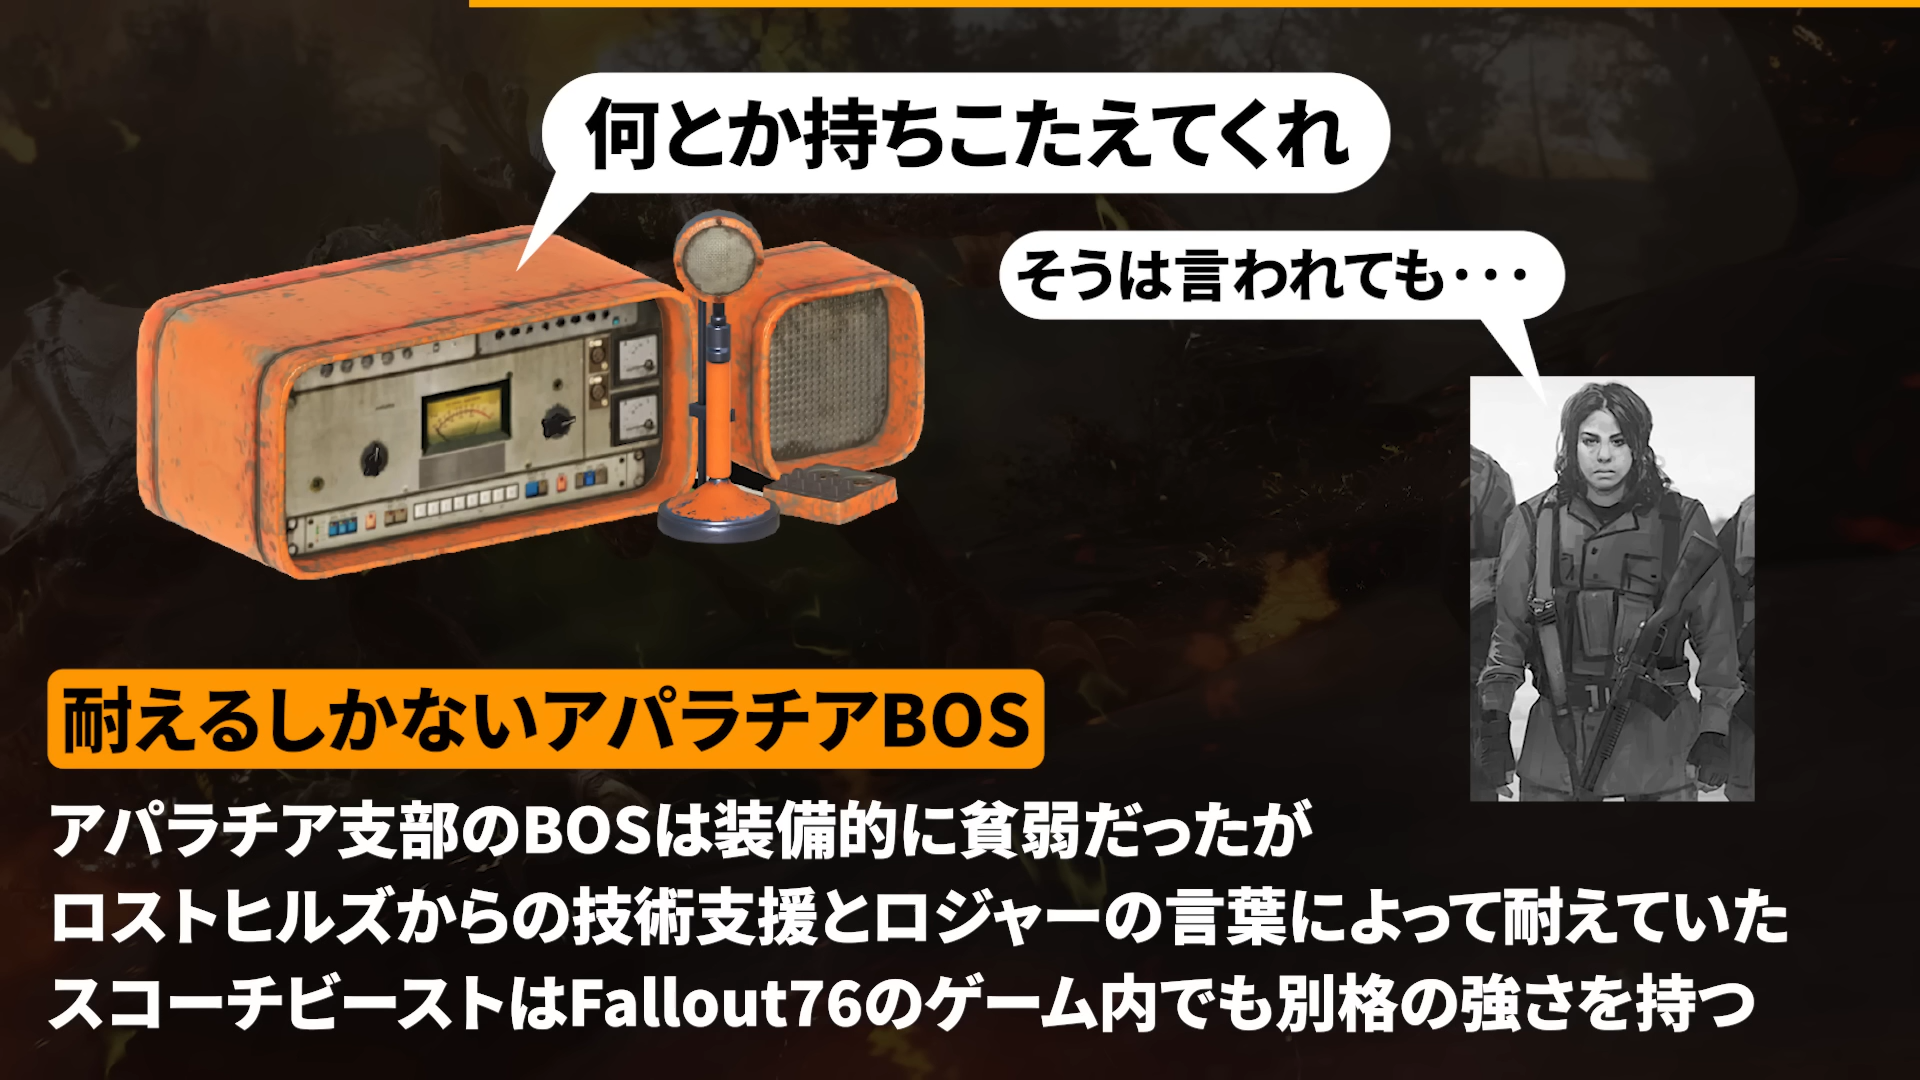 何とか持ちこたえてくれ
そうは言われても･･･
耐えるしかないアパラチアBOS
アパラチア支部のBOSは装備的に貧弱だったが
ロストヒルズからの技術支援とロジャーの言葉によって耐えていた
スコーチビーストはFallout76のゲーム内でも別格の強さを持つ